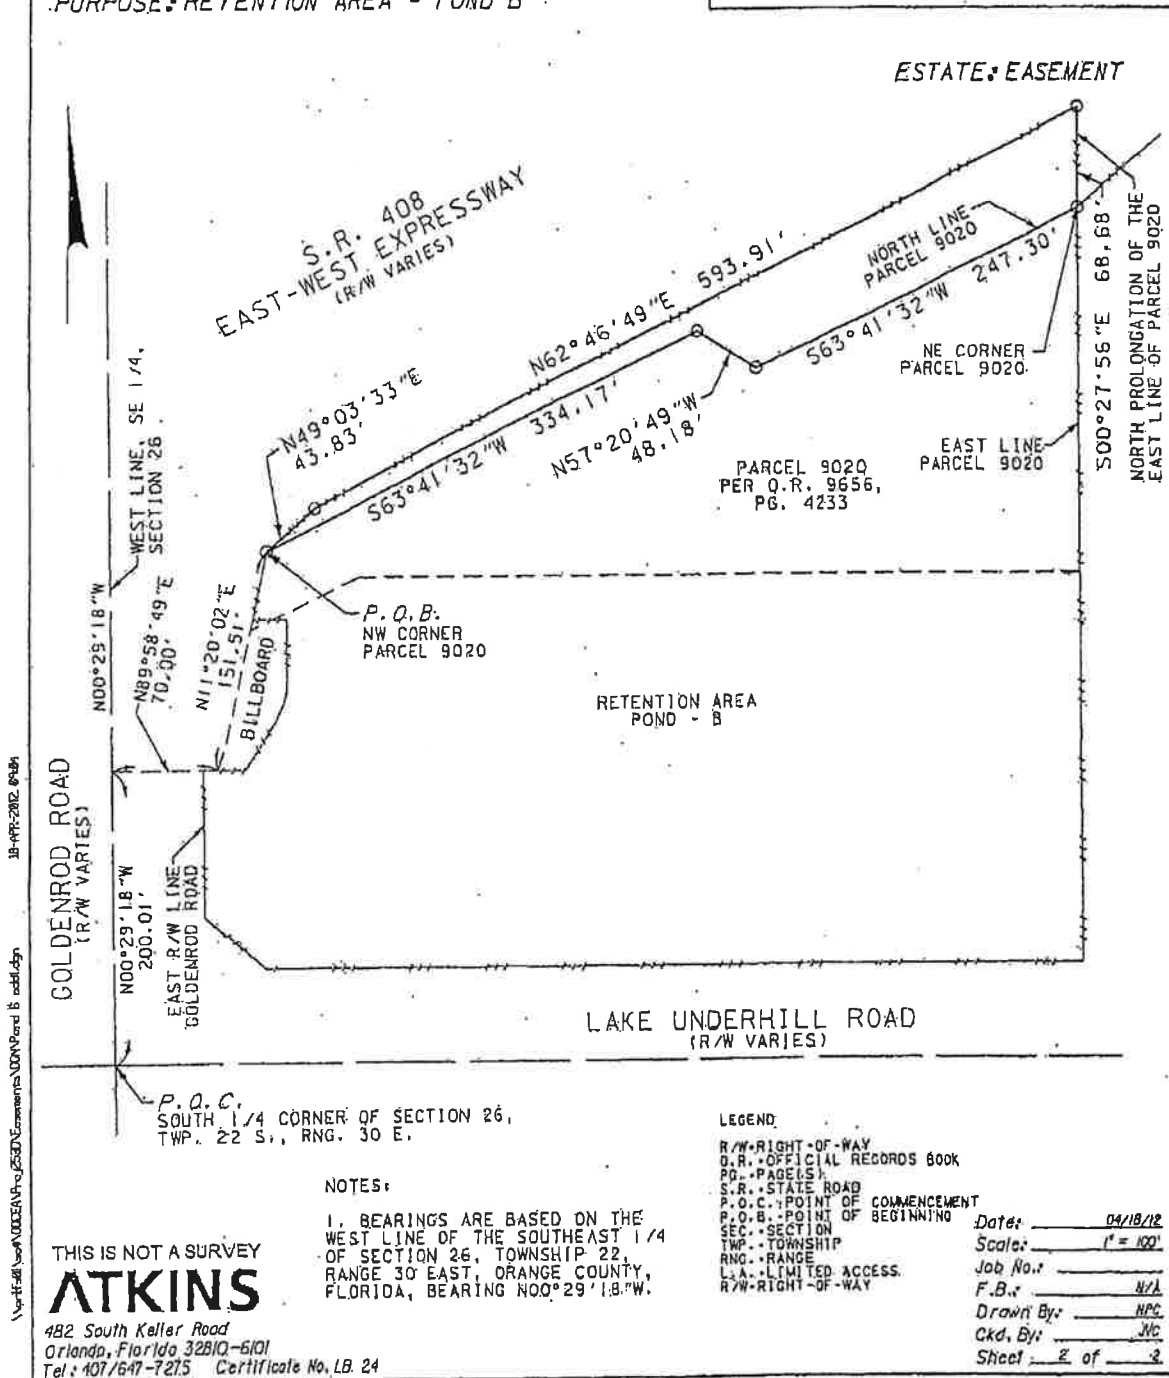 PURPOSE: RETENTION AREA - POND B
ESTATE: EASEMENT
S.R. 408
EAST-WEST EXPRESSWAY
(R/W VARIES)
N62°46'49"E 593.91'
NORTH LINE
PARCEL 9020
S63°41'32"W 247.30'
S00°27'56"E 68.68'
NORTH PROLONGATION OF THE
EAST LINE OF PARCEL 9020
NE CORNER
PARCEL 9020
N49°03'33"E
43.83'
S63°41'32"W 334.17'
N57°20'49"W
48.18'
PARCEL 9020
PER O.R. 9656,
PG. 4233
EAST LINE
PARCEL 9020
WEST LINE, SE 1/4,
SECTION 26
N00°29'18"W
N89°58'49"E
70.00'
N11°20'02"E
151.51'
BILLBOARD
P.O.B.
NW CORNER
PARCEL 9020
RETENTION AREA
POND - B
GOLDENROD ROAD
(R/W VARIES)
N00°29'18"W
200.01'
EAST R/W LINE
GOLDENROD ROAD
LAKE UNDERHILL ROAD
(R/W VARIES)
P.O.C.
SOUTH 1/4 CORNER OF SECTION 26,
TWP. 22 S., RNG. 30 E.
NOTES:
1. BEARINGS ARE BASED ON THE
WEST LINE OF THE SOUTHEAST 1/4
OF SECTION 26, TOWNSHIP 22,
RANGE 30 EAST, ORANGE COUNTY,
FLORIDA, BEARING N00°29'18"W.
LEGEND
R/W-RIGHT-OF-WAY
O.R.-OFFICIAL RECORDS BOOK
PG.-PAGE(S)
S.R.-STATE ROAD
P.O.C.-POINT OF COMMENCEMENT
P.O.B.-POINT OF BEGINNING
SEC.-SECTION
TWP.-TOWNSHIP
RNG.-RANGE
L.A.-LIMITED ACCESS
R/W-RIGHT-OF-WAY
THIS IS NOT A SURVEY
ATKINS
482 South Keller Road
Orlando, Florida 32810-6101
Tel: 407/647-7275 Certificate No. LB 24
Date: 04/18/12
Scale: 1" = 100'
Job No.:
F.B.: N/A
Drawn By: NPC
Ckd. By:
Sheet 2 of 2
18-APR-2012